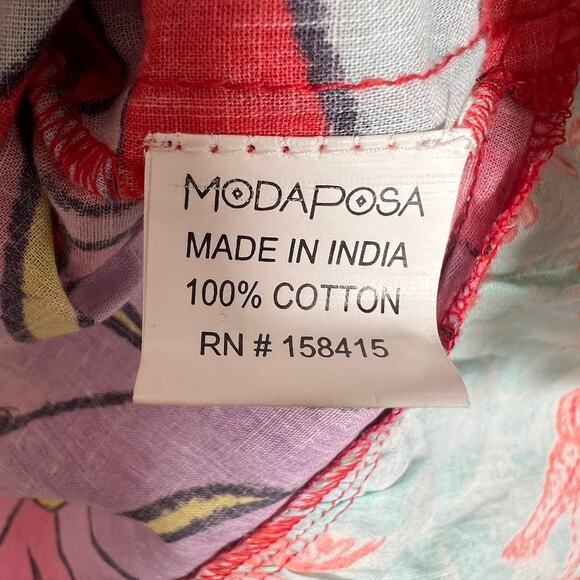 MODAPOSA
MADE IN INDIA
100% COTTON
RN # 158415